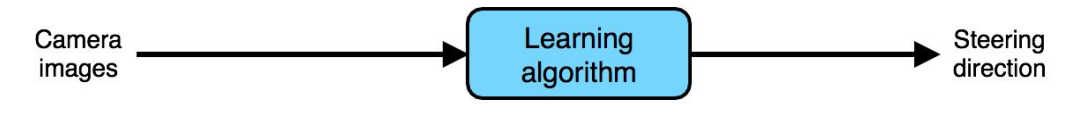 Camera
images
Learning
algorithm
Steering
direction